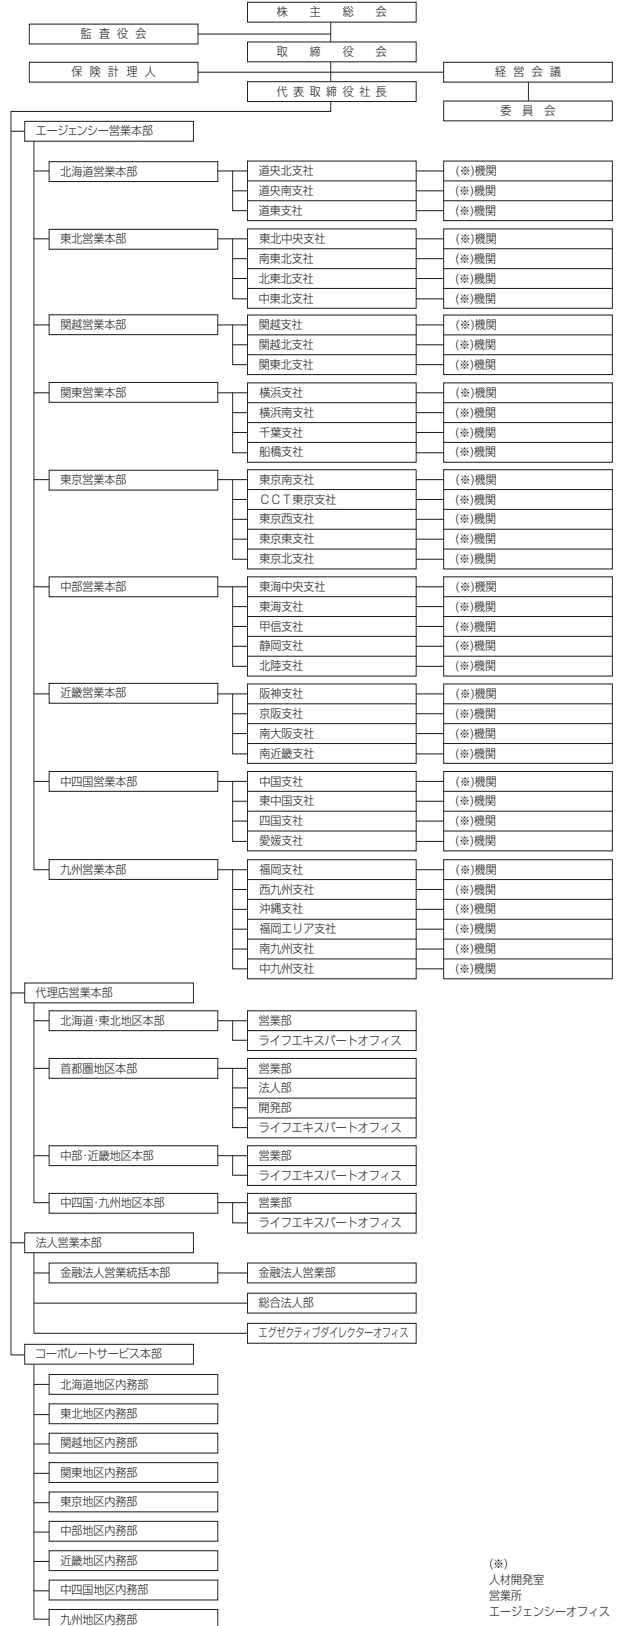 株主総会
監査役会
取締役会
保険計理人
経営会議
代表取締役社長
委員会
エージェンシー営業本部
北海道営業本部 道央北支社 (※)機関
道央南支社 (※)機関
道東支社 (※)機関
東北営業本部 東北中央支社 (※)機関
南東北支社 (※)機関
北東北支社 (※)機関
中東北支社 (※)機関
関越営業本部 関越支社 (※)機関
関越北支社 (※)機関
関東北支社 (※)機関
関東営業本部 横浜支社 (※)機関
横浜南支社 (※)機関
千葉支社 (※)機関
船橋支社 (※)機関
東京営業本部 東京南支社 (※)機関
ＣＣＴ東京支社 (※)機関
東京西支社 (※)機関
東京東支社 (※)機関
東京北支社 (※)機関
中部営業本部 東海中央支社 (※)機関
東海支社 (※)機関
甲信支社 (※)機関
静岡支社 (※)機関
北陸支社 (※)機関
近畿営業本部 阪神支社 (※)機関
京阪支社 (※)機関
南大阪支社 (※)機関
南近畿支社 (※)機関
中四国営業本部 中国支社 (※)機関
東中国支社 (※)機関
四国支社 (※)機関
愛媛支社 (※)機関
九州営業本部 福岡支社 (※)機関
西九州支社 (※)機関
沖縄支社 (※)機関
福岡エリア支社 (※)機関
南九州支社 (※)機関
中九州支社 (※)機関
代理店営業本部
北海道・東北地区本部 営業部
ライフエキスパートオフィス
首都圏地区本部 営業部
法人部
開発部
ライフエキスパートオフィス
中部・近畿地区本部 営業部
ライフエキスパートオフィス
中四国・九州地区本部 営業部
ライフエキスパートオフィス
法人営業本部
金融法人営業統括本部 金融法人営業部
総合法人部
エグゼクティブダイレクターオフィス
コーポレートサービス本部
北海道地区内務部
東北地区内務部
関越地区内務部
関東地区内務部
東京地区内務部
中部地区内務部
近畿地区内務部
中四国地区内務部
九州地区内務部
(※)
人材開発室
営業所
エージェンシーオフィス